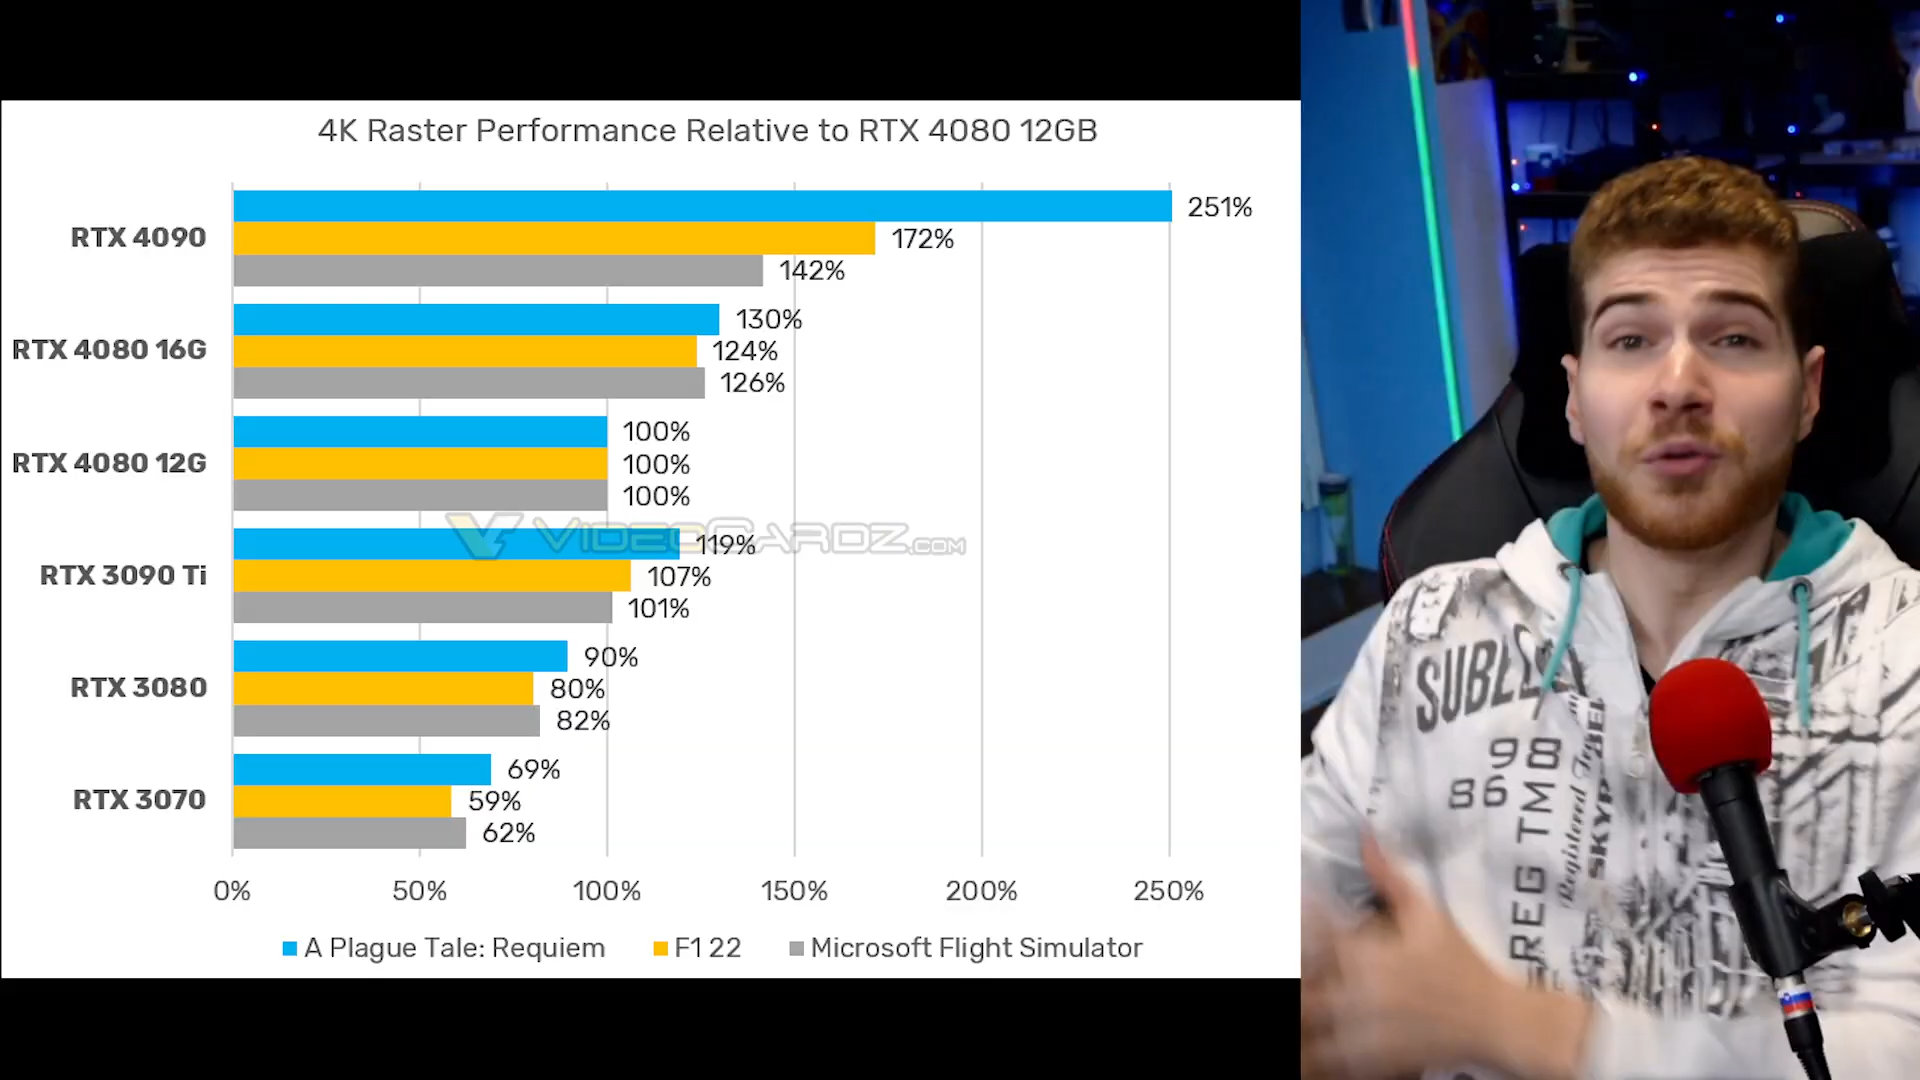 4K Raster Performance Relative to RTX 4080 12GB
RTX 4090
251%
172%
142%
RTX 4080 16G
130%
124%
126%
RTX 4080 12G
100%
100%
100%
VIDEOCARDZ.COM
RTX 3090 Ti
119%
107%
101%
RTX 3080
90%
80%
82%
RTX 3070
69%
59%
62%
0% 50% 100% 150% 200% 250%
A Plague Tale: Requiem F1 22 Microsoft Flight Simulator
98
86
REG TM
Registered